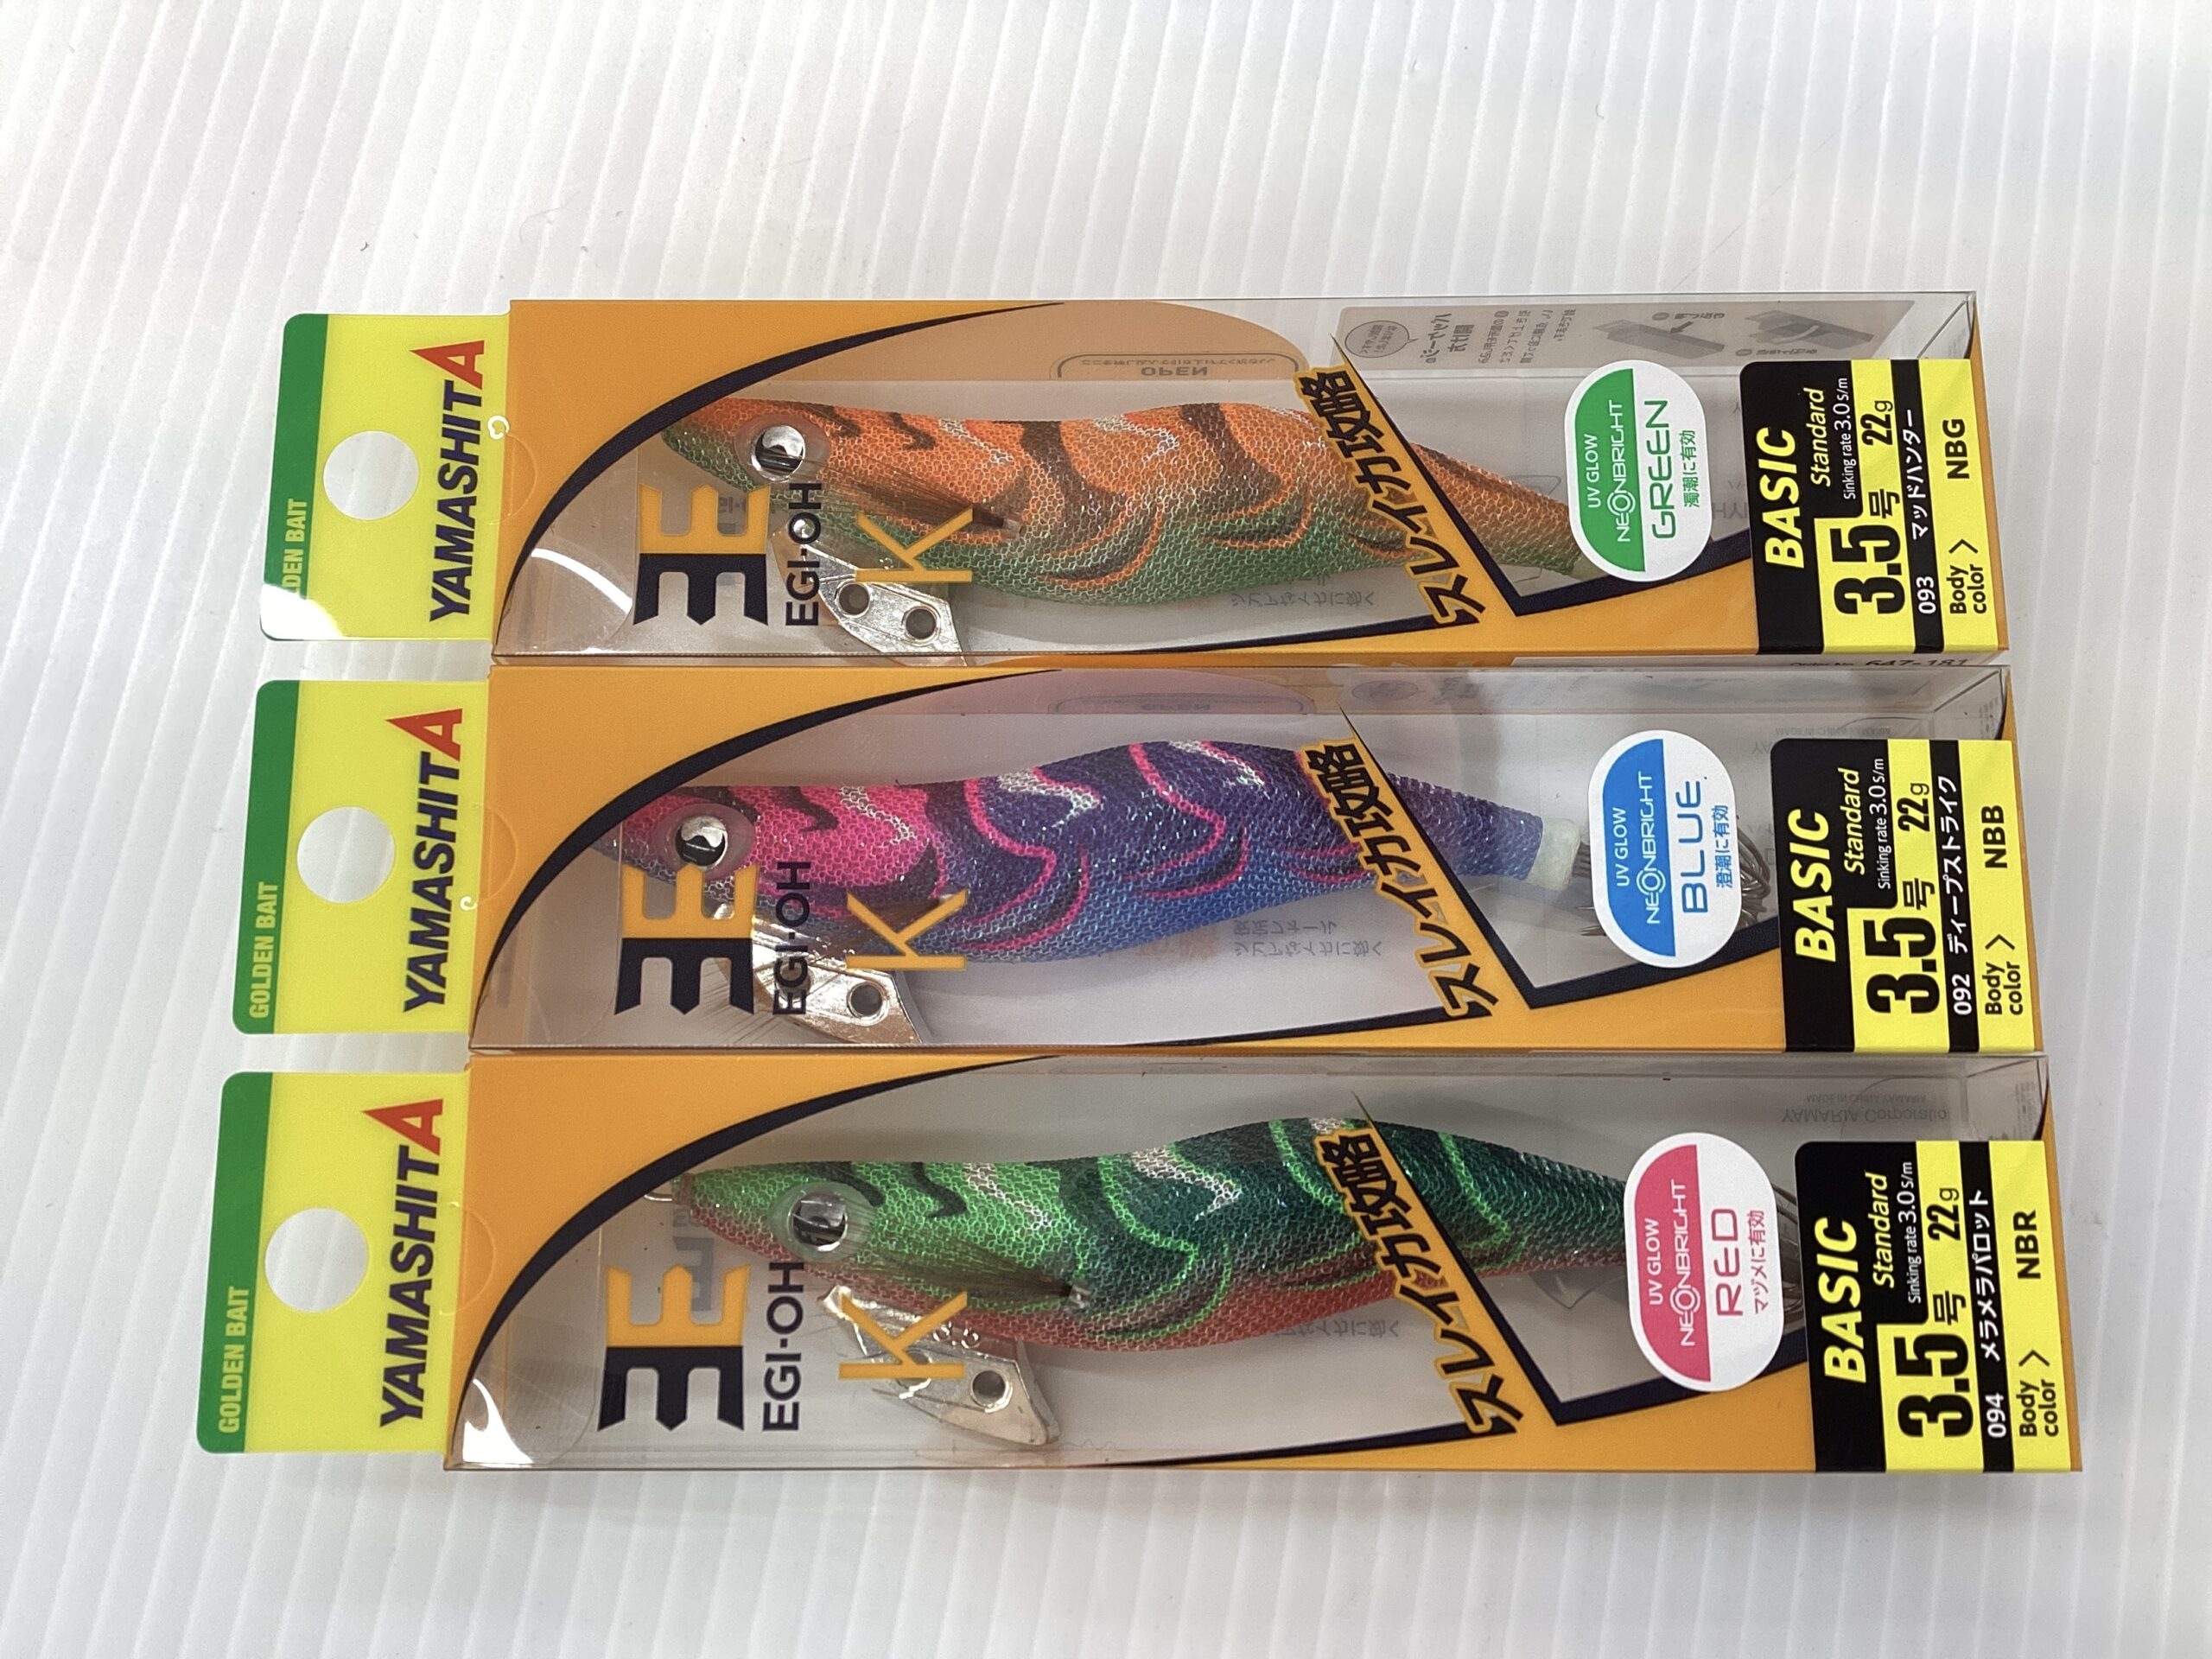 DEN BAIT
YAMASHITA
EGI-OH
K
OPEN
スレイカ攻略
UV GLOW
NEONBRIGHT
GREEN
濁潮に有効
BASIC
Standard
Sinking rate 3.0 s/m
3.5号 22g
093 マッドハンター
Body color > NBG
GOLDEN BAIT
YAMASHITA
EGI-OH
K
スレイカ攻略
UV GLOW
NEONBRIGHT
BLUE
澄潮に有効
BASIC
Standard
Sinking rate 3.0 s/m
3.5号 22g
092 ディープストライク
Body color > NBB
GOLDEN BAIT
YAMASHITA
EGI-OH
K
スレイカ攻略
UV GLOW
NEONBRIGHT
RED
マヅメに有効
YAMARIA Corporatio
BASIC
Standard
Sinking rate 3.0 s/m
3.5号 22g
094 メラメラパロット
Body color > NBR